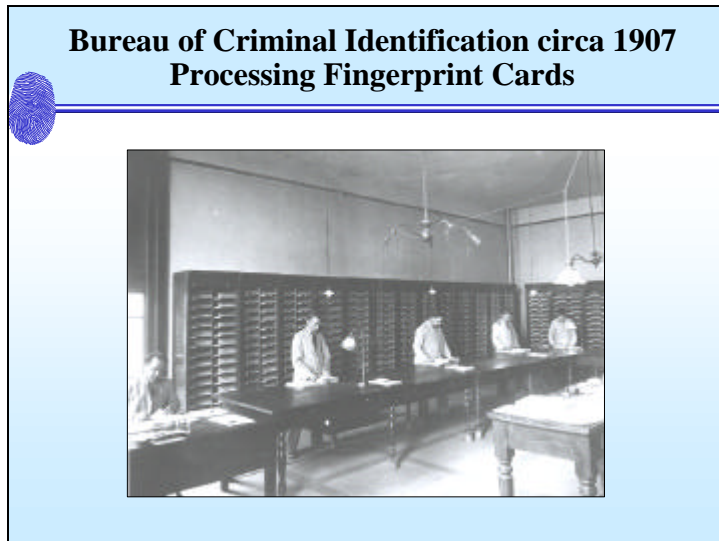 Bureau of Criminal Identification circa 1907
Processing Fingerprint Cards